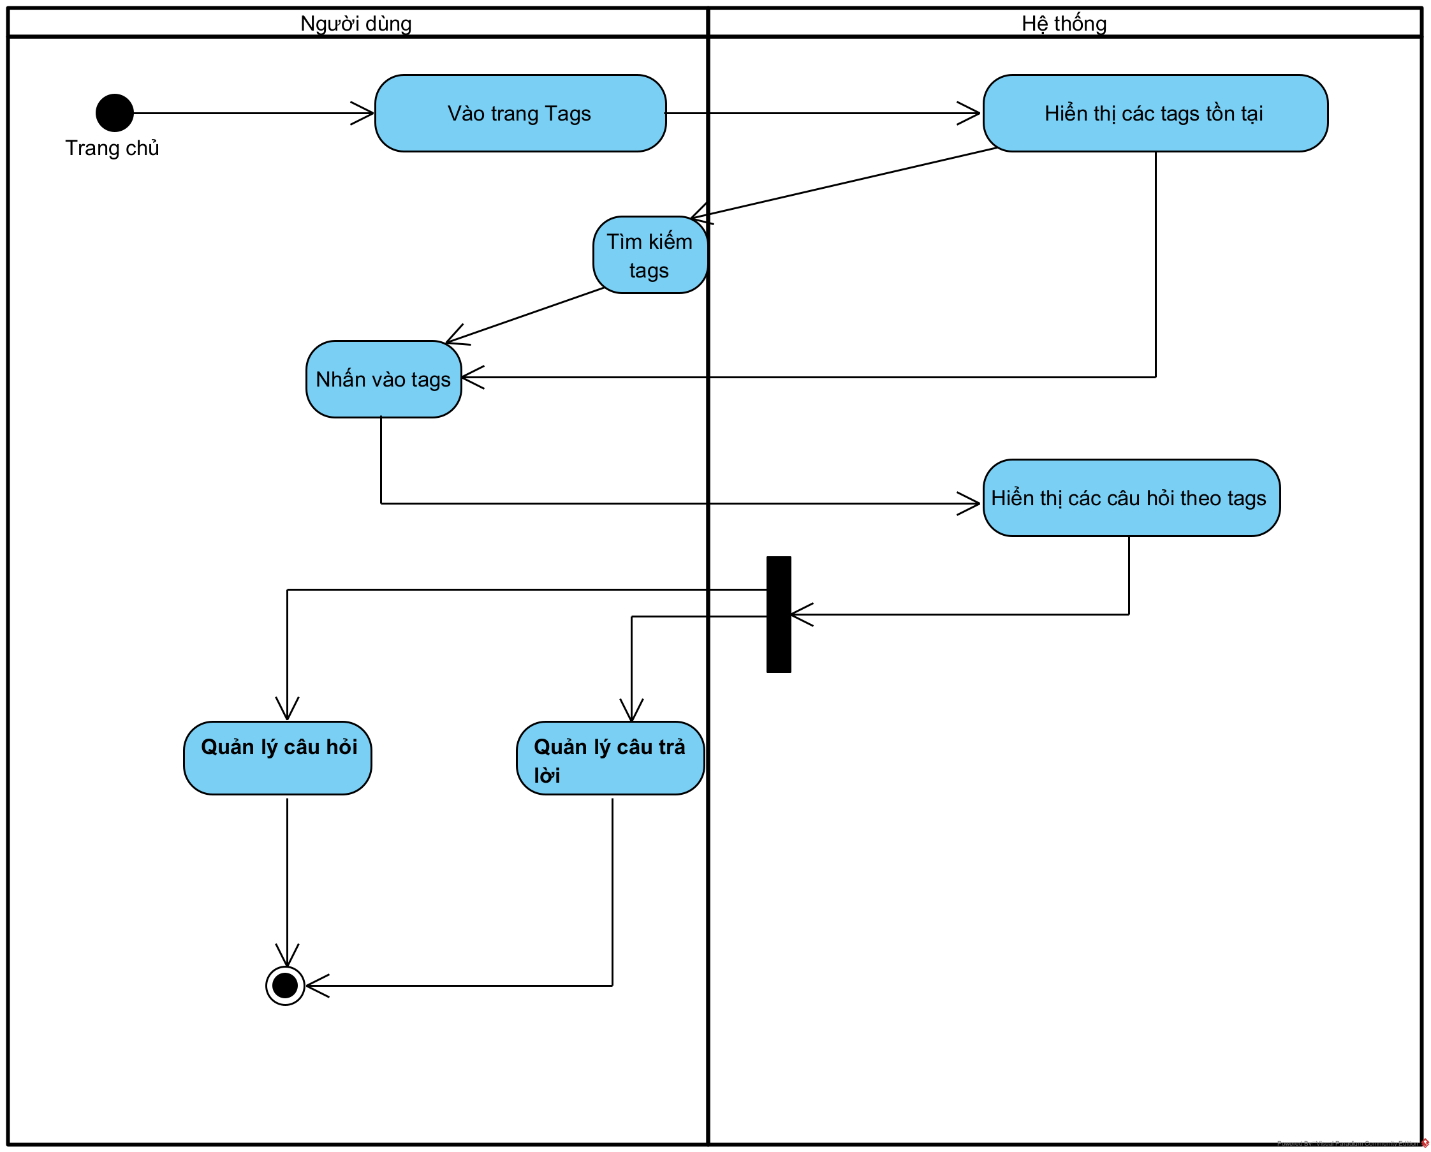 Người dùng
Hệ thống
Vào trang Tags
Hiển thị các tags tồn tại
Trang chủ
Tìm kiếm
tags
Nhấn vào tags
Hiển thị các câu hỏi theo tags
Quản lý câu hỏi
Quản lý câu trả
lời